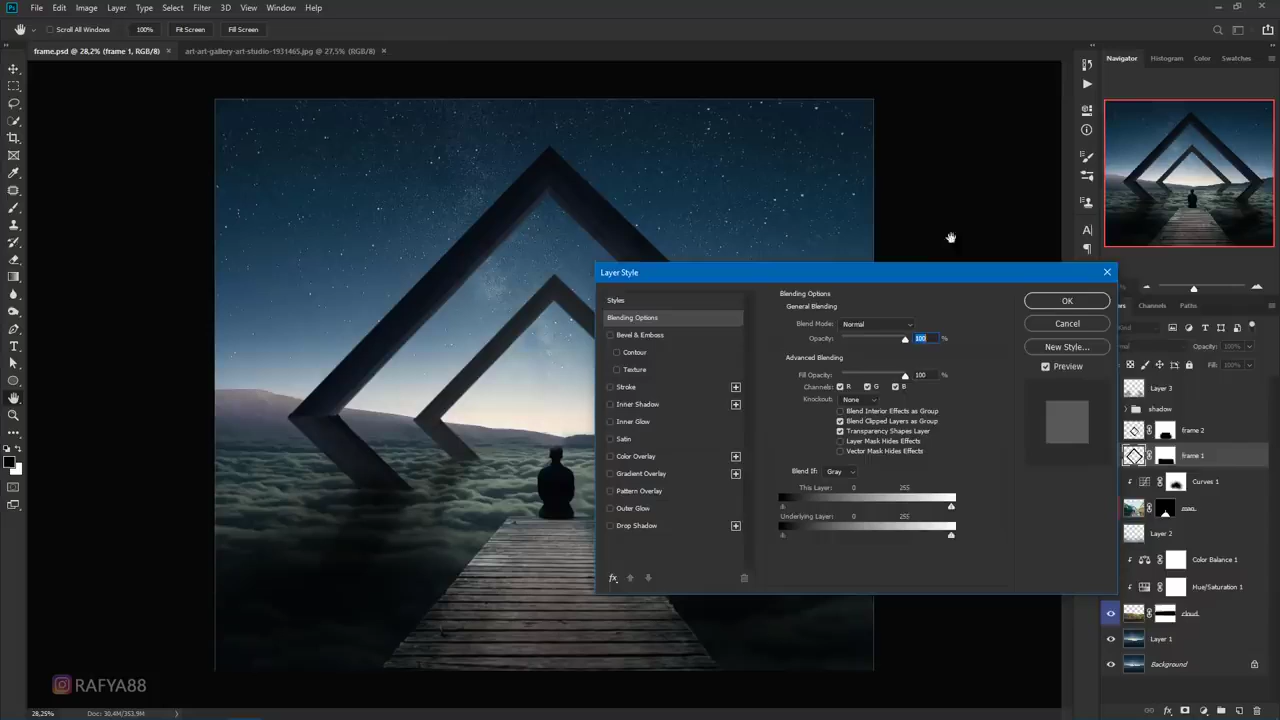 Ps File Edit Image Layer Type Select Filter 3D View Window Help
Scroll All Windows 100% Fit Screen Fill Screen
frame.psd @ 28,2% (frame 1, RGB/8) × art-art-gallery-art-studio-1931465.jpg @ 27,5% (RGB/8) ×
Navigator Histogram Color Swatches
Layer Style
Styles
Blending Options
Bevel & Emboss
Contour
Texture
Stroke
Inner Shadow
Inner Glow
Satin
Color Overlay
Gradient Overlay
Pattern Overlay
Outer Glow
Drop Shadow
fx
Blending Options
General Blending
Blend Mode: Normal
Opacity: 100 %
Advanced Blending
Fill Opacity: 100 %
Channels: R G B
Knockout: None
Blend Interior Effects as Group
Blend Clipped Layers as Group
Transparency Shapes Layer
Layer Mask Hides Effects
Vector Mask Hides Effects
Blend If: Gray
This Layer: 0 255
Underlying Layer: 0 255
OK
Cancel
New Style...
Preview
Channels Paths
Opacity: 100%
Fill: 100%
Layer 3
shadow
frame 2
frame 1
Curves 1
Layer 2
Color Balance 1
Hue/Saturation 1
cloud
Layer 1
Background
RAFYA88
28,25% Doc: 30,4M/353,9M